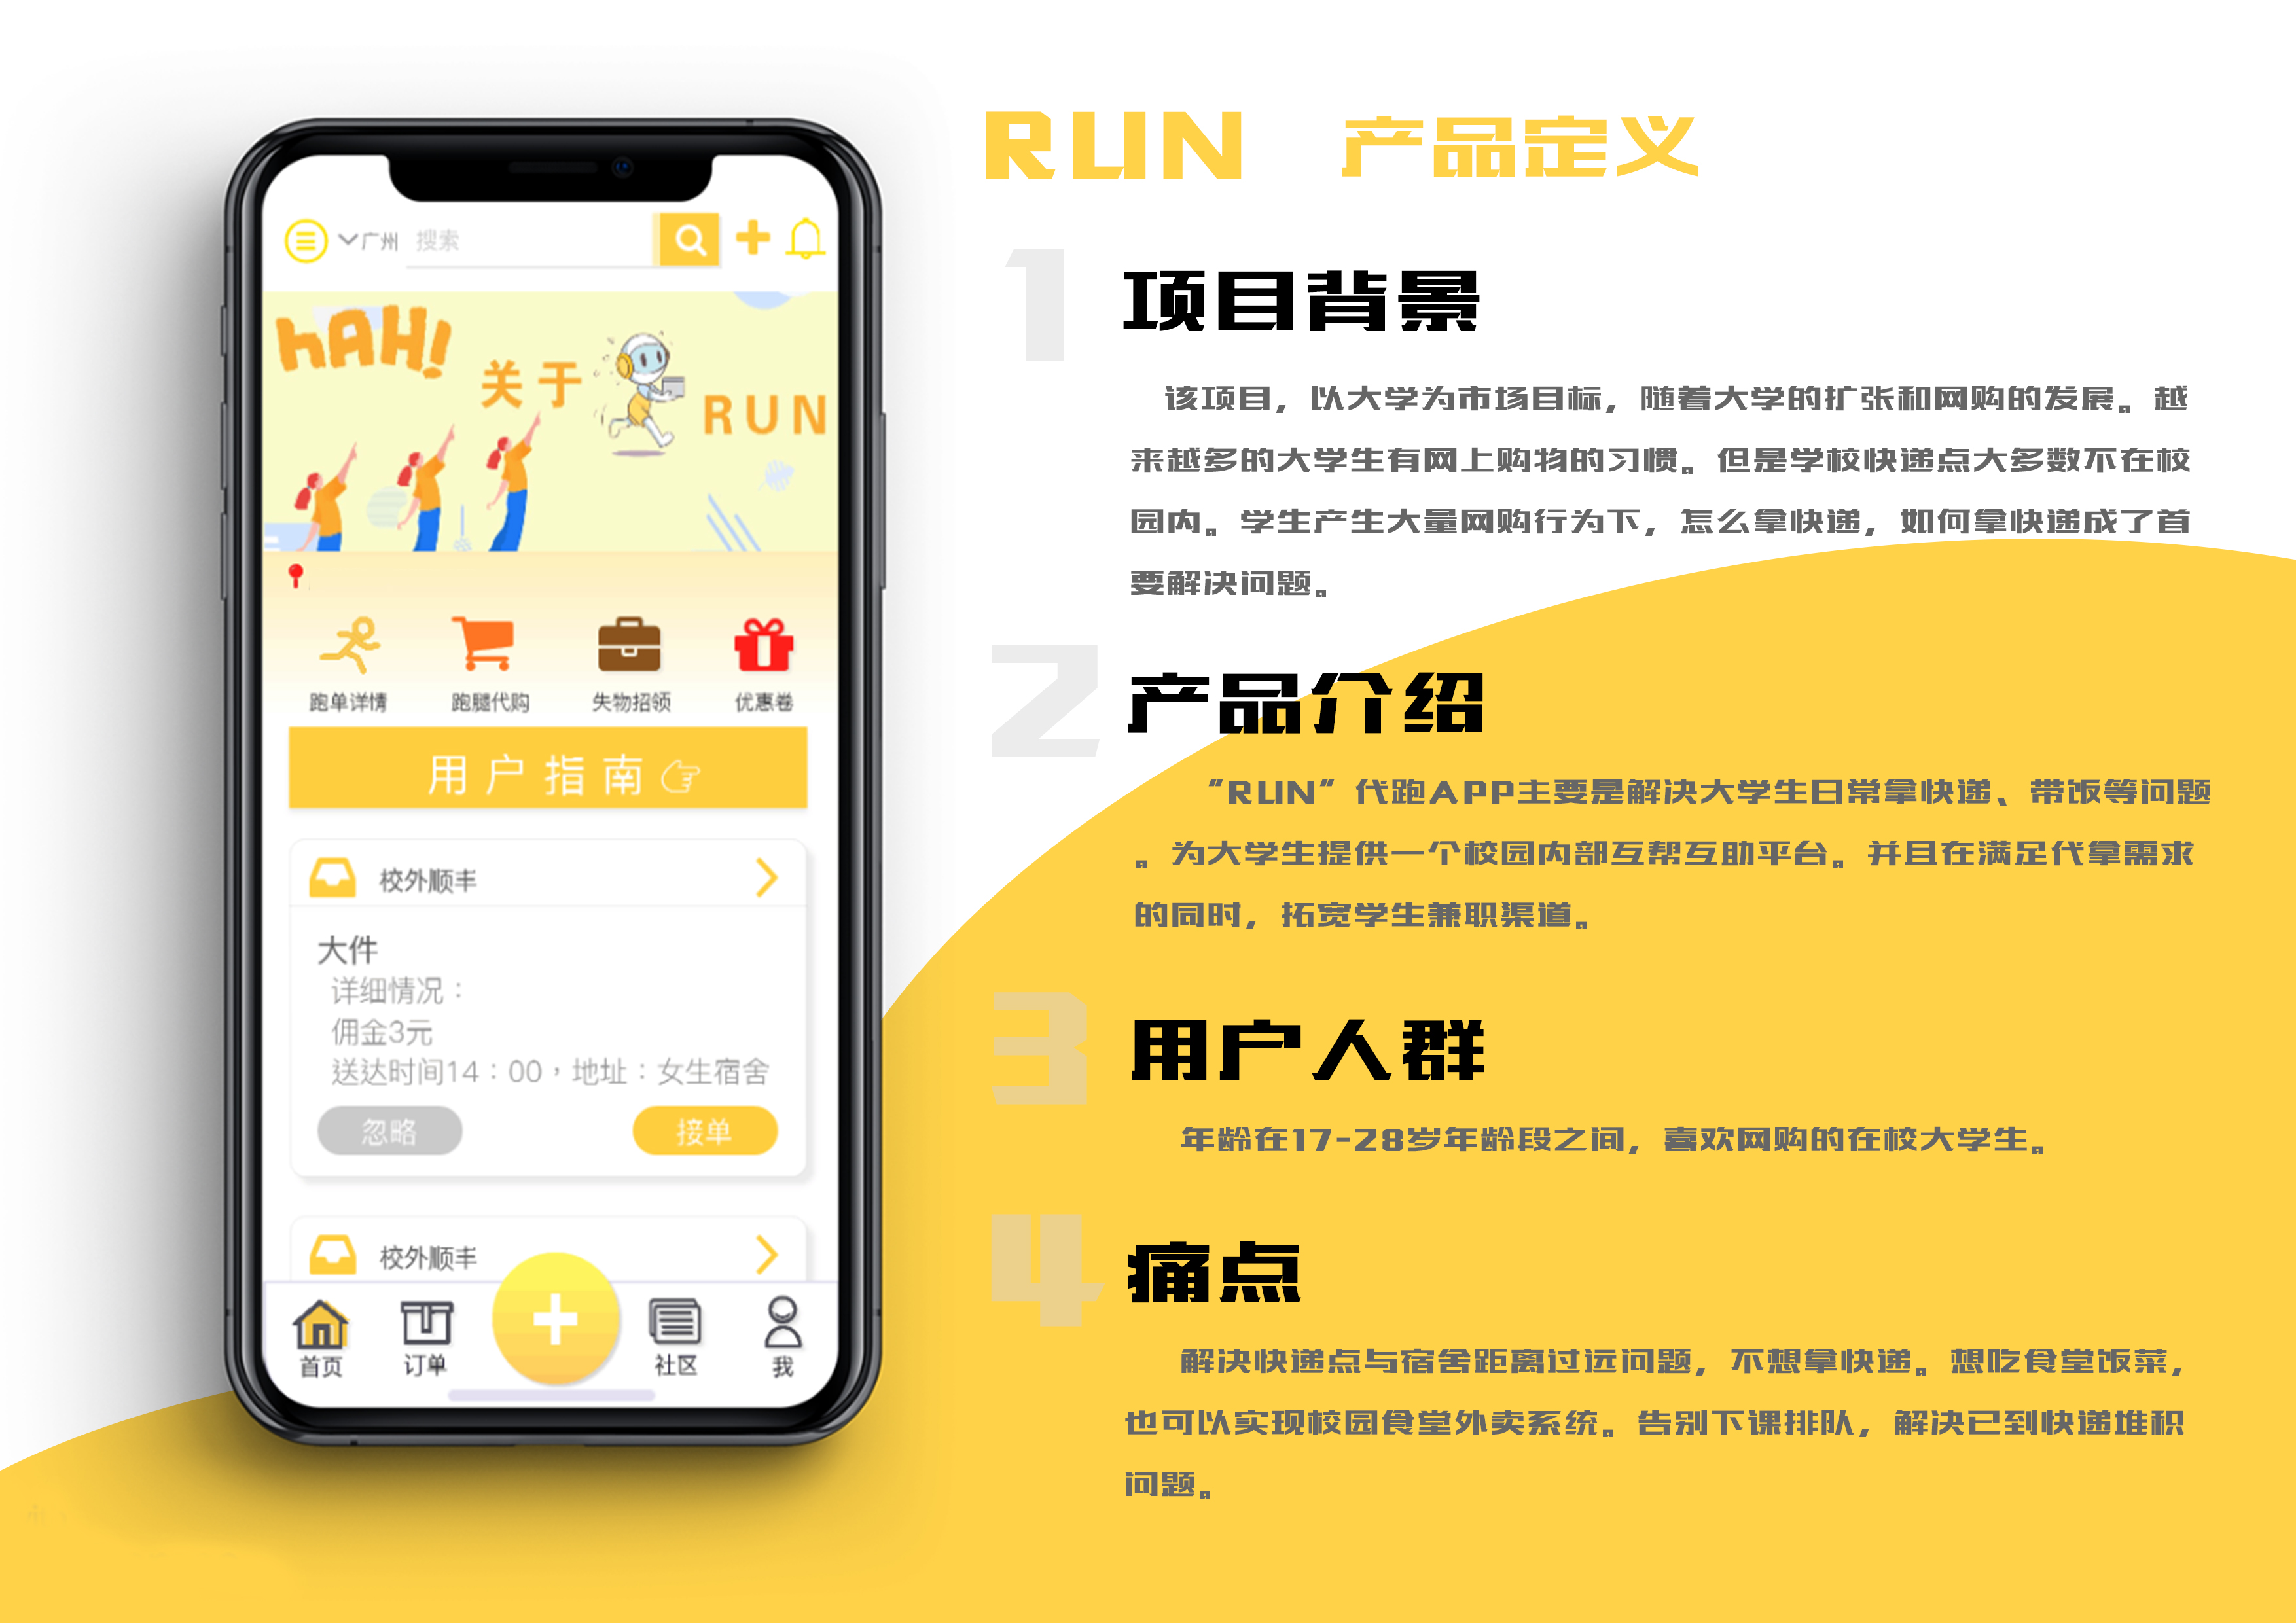 广州 搜索
hAH!
关于
RUN
跑单详情 跑腿代购 失物招领 优惠卷
用户指南
校外顺丰
大件
详细情况：
佣金3元
送达时间14：00，地址：女生宿舍
忽略 接单
校外顺丰
首页 订单 社区 我
RUN 产品定义
1 项目背景
该项目，以大学为市场目标，随着大学的扩张和网购的发展。越
来越多的大学生有网上购物的习惯。但是学校快递点大多数不在校
园内。学生产生大量网购行为下，怎么拿快递，如何拿快递成了首
要解决问题。
2 产品介绍
“RUN”代跑APP主要是解决大学生日常拿快递、带饭等问题
。为大学生提供一个校园内部互帮互助平台。并且在满足代拿需求
的同时，拓宽学生兼职渠道。
3 用户人群
年龄在17-28岁年龄段之间，喜欢网购的在校大学生。
4 痛点
解决快递点与宿舍距离过远问题，不想拿快递。想吃食堂饭菜，
也可以实现校园食堂外卖系统。告别下课排队，解决已到快递堆积
问题。